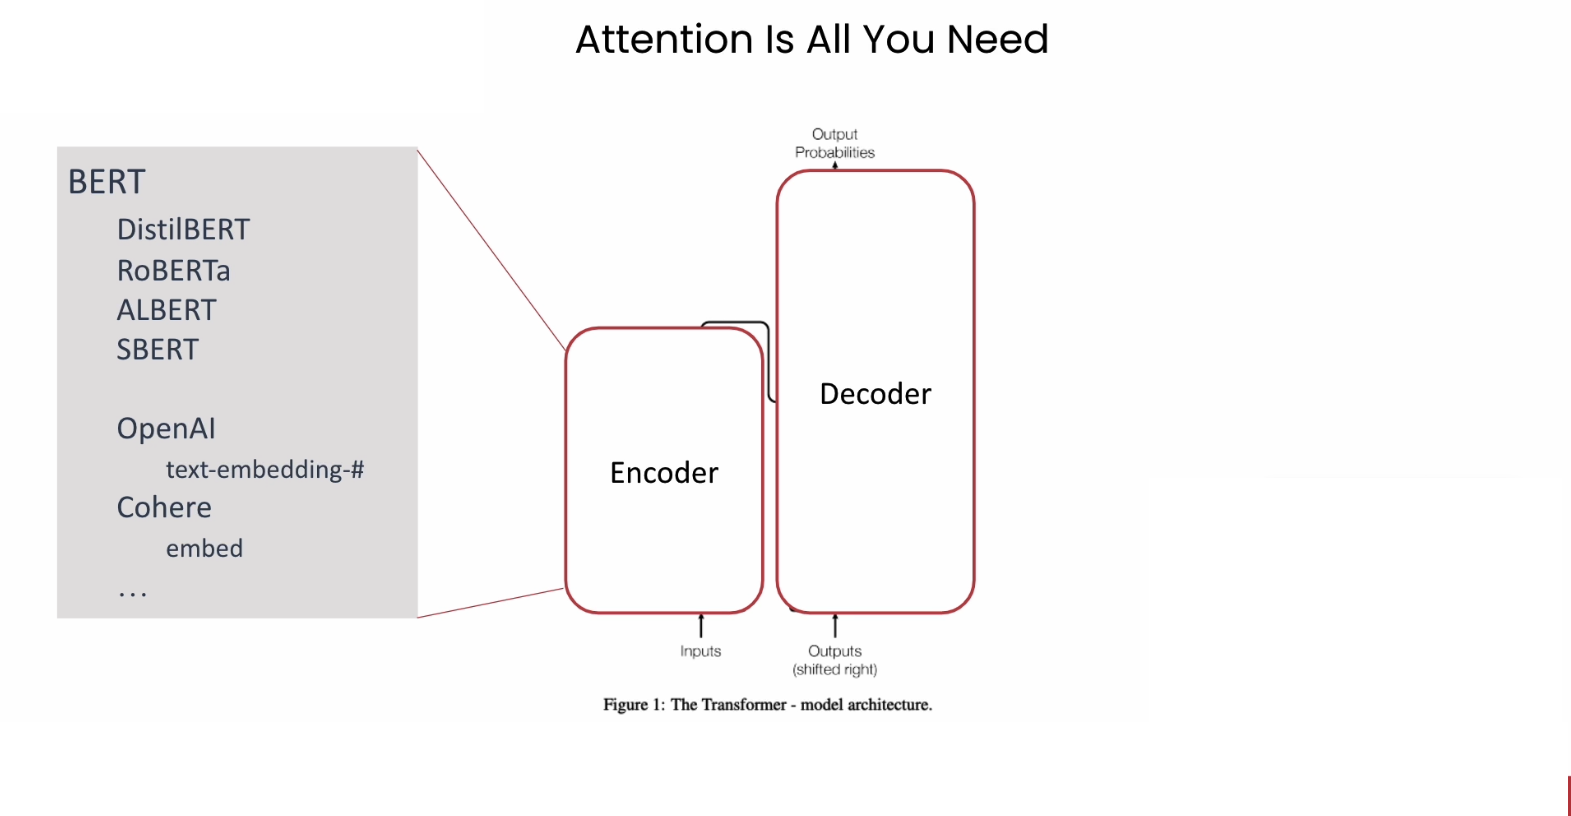 Attention Is All You Need
BERT
DistilBERT
RoBERTa
ALBERT
SBERT
OpenAI
text-embedding-#
Cohere
embed
...
Output
Probabilities
Encoder
Decoder
Inputs
Outputs
(shifted right)
Figure 1: The Transformer - model architecture.